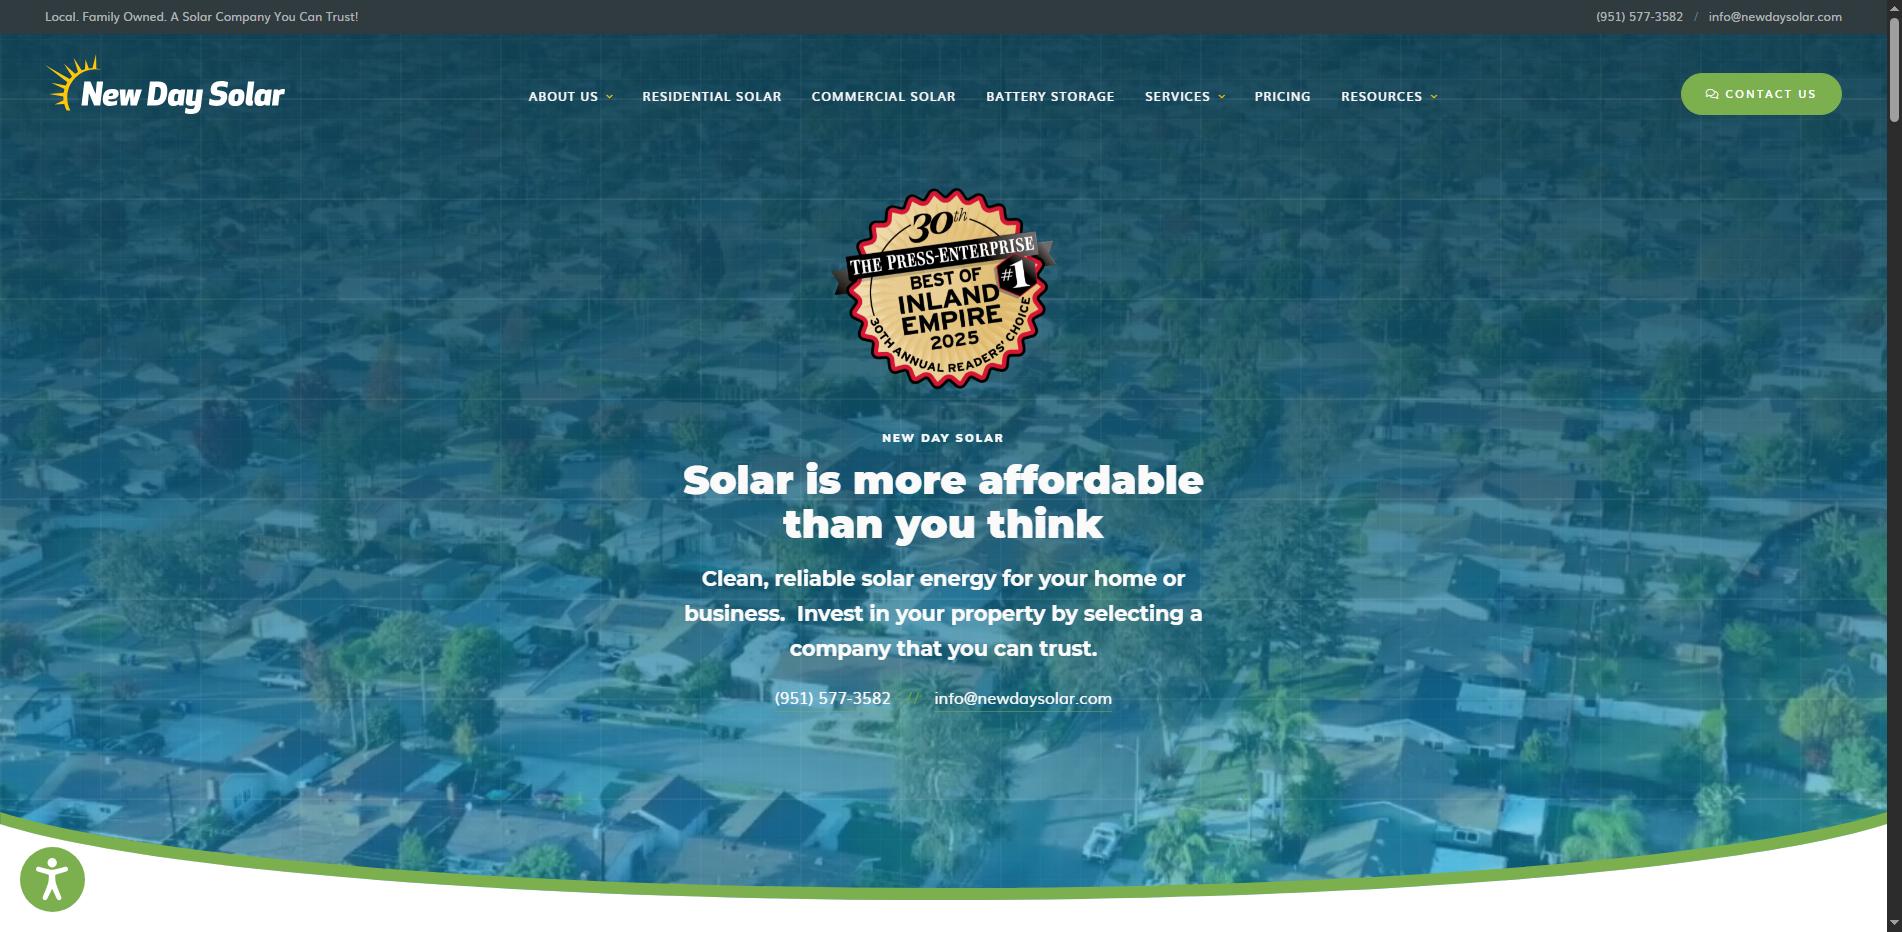 Local. Family Owned. A Solar Company You Can Trust!
(951) 577-3582 / info@newdaysolar.com
New Day Solar
ABOUT US
RESIDENTIAL SOLAR
COMMERCIAL SOLAR
BATTERY STORAGE
SERVICES
PRICING
RESOURCES
CONTACT US
30th
THE PRESS-ENTERPRISE
BEST OF
#1
INLAND
EMPIRE
2025
30TH ANNUAL READERS' CHOICE
NEW DAY SOLAR
Solar is more affordable
than you think
Clean, reliable solar energy for your home or
business.  Invest in your property by selecting a
company that you can trust.
(951) 577-3582 // info@newdaysolar.com